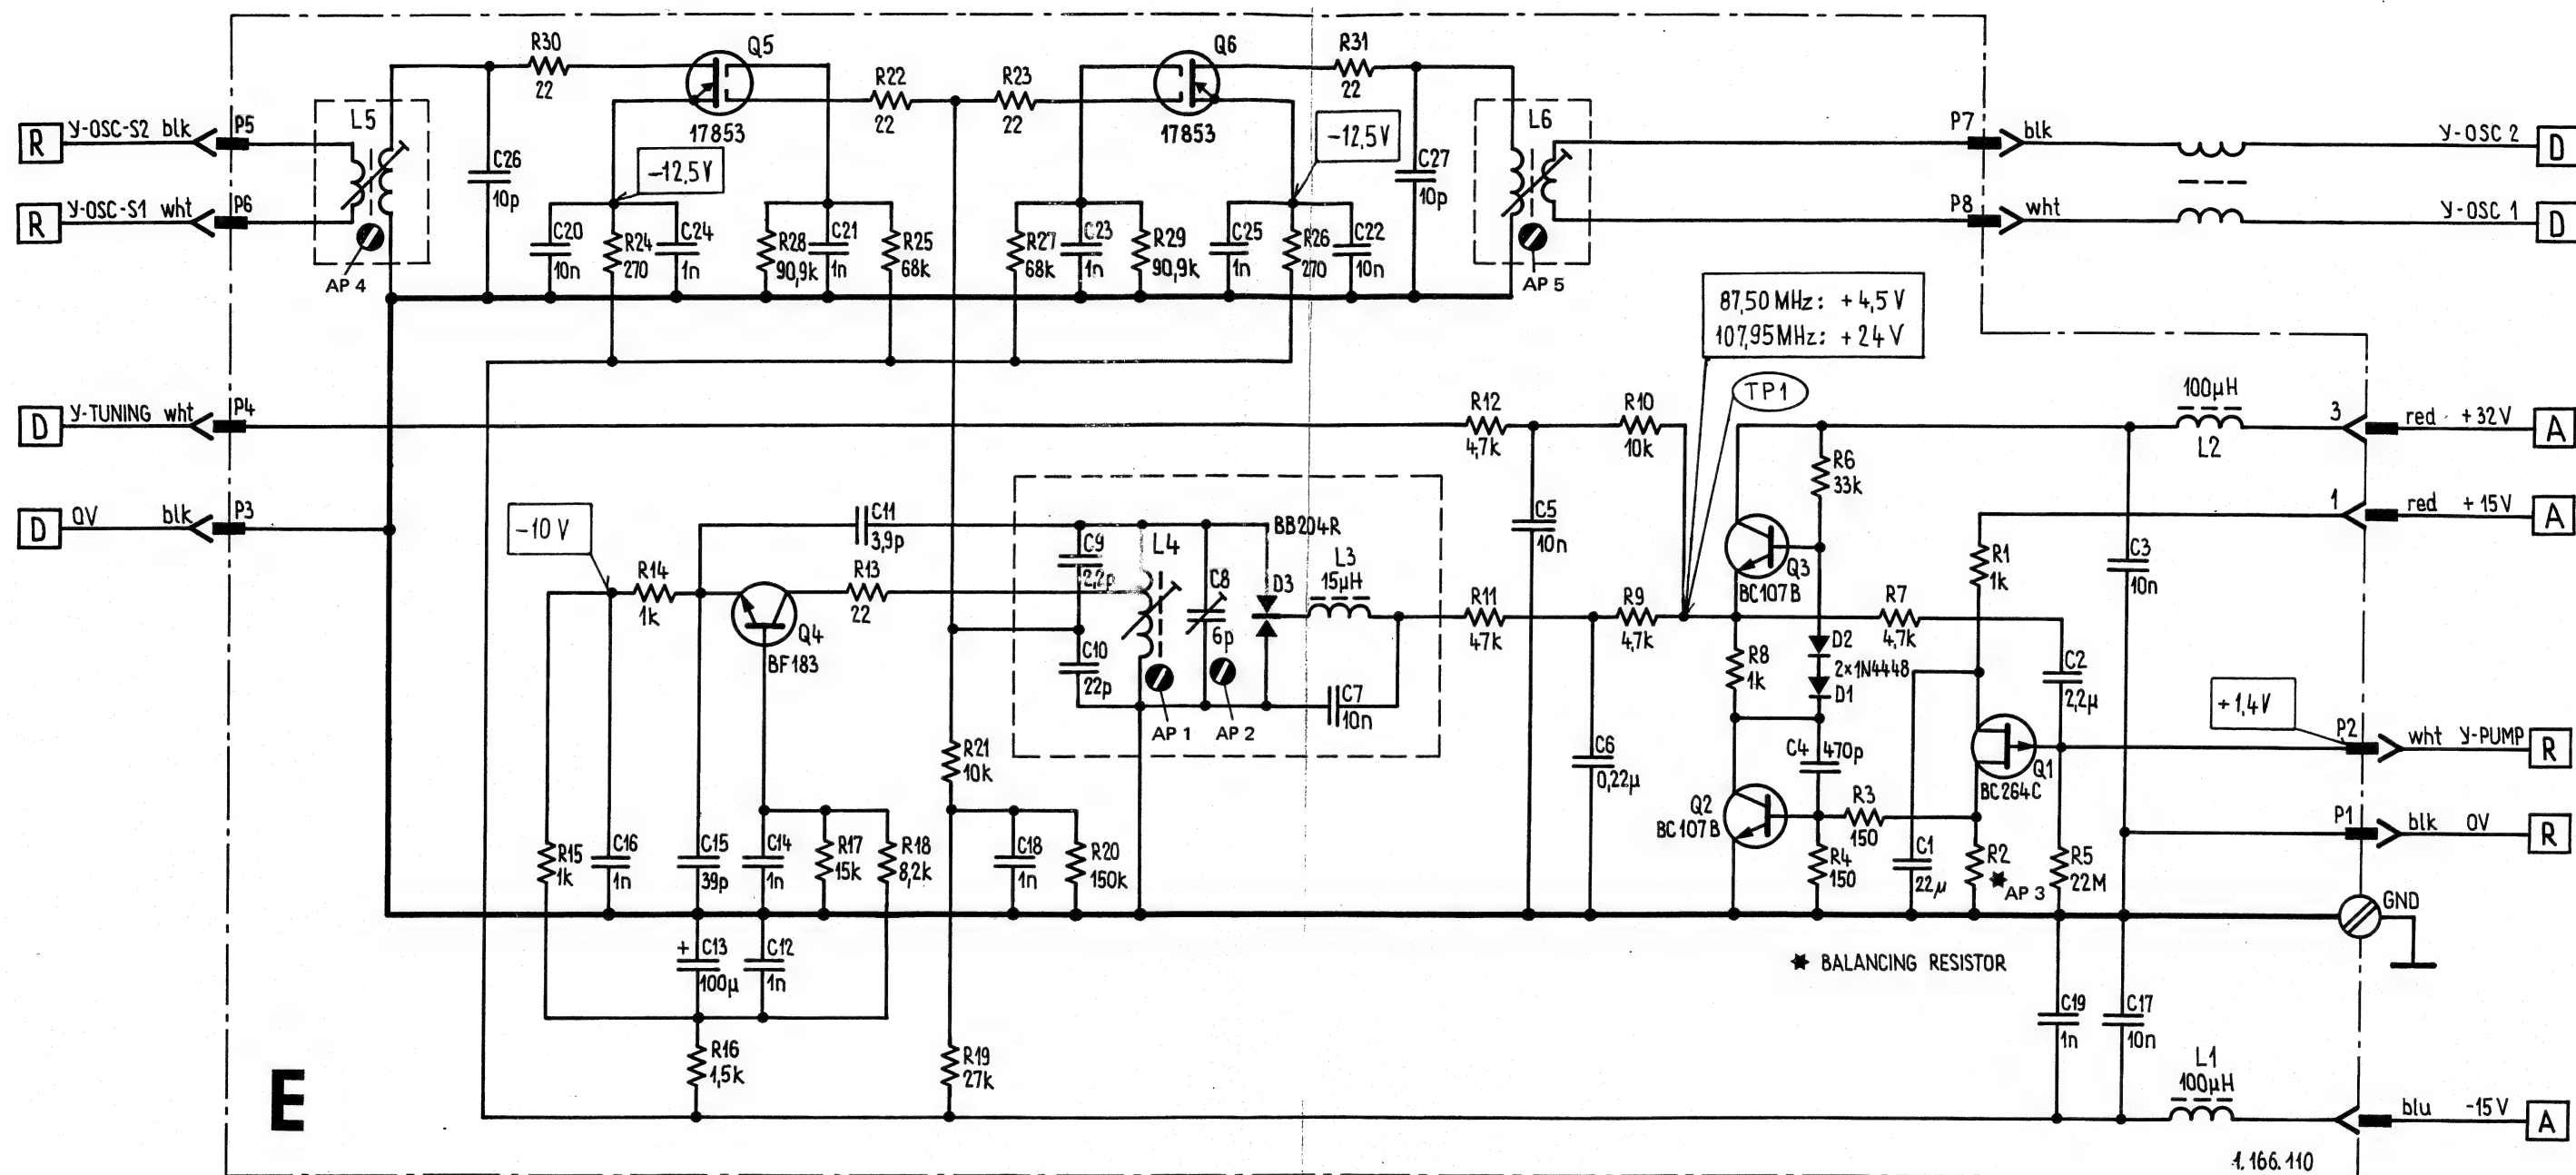 R30
22
Q5
17853
R22
22
R23
22
Q6
17853
R31
22
L5
L6
R Y-OSC-S2 blk P5
R Y-OSC-S1 wht P6
AP 4
C26
10p
-12,5V
-12,5V
C27
10p
P7 blk Y-OSC 2 D
P8 wht Y-OSC 1 D
C20
10n
R24
270
C24
1n
R28
90,9k
C21
1n
R25
68k
R27
68k
C23
1n
R29
90,9k
C25
1n
R26
270
C22
10n
AP 5
87,50 MHz: +4,5 V
107,95MHz: +24V
TP1
D Y-TUNING wht P4
D 0V blk P3
R12
4,7k
R10
10k
100µH
L2
3 red +32V A
1 red +15V A
R6
33k
-10 V
R14
1k
C11
3,9p
R13
22
Q4
BF183
C9
2,2p
C10
22p
L4
C8
6p
BB204R
D3
L3
15µH
C7
10n
AP 1
AP 2
R11
47k
C5
10n
R9
4,7k
C6
0,22µ
Q3
BC107B
R8
1k
D2
2×1N4448
D1
R7
4,7k
R1
1k
C3
10n
C2
2,2µ
+1,4V
P2 wht Y-PUMP R
P1 blk 0V R
Q1
BC264C
C4 470p
Q2
BC107B
R3
150
R4
150
C1
22µ
R2
AP 3
R5
22M
GND
R21
10k
R15
1k
C16
1n
C15
39p
C14
1n
R17
15k
R18
8,2k
C18
1n
R20
150k
+ C13
100µ
C12
1n
BALANCING RESISTOR
R16
1,5k
R19
27k
C19
1n
C17
10n
L1
100µH
blu -15V A
E
1.166.110